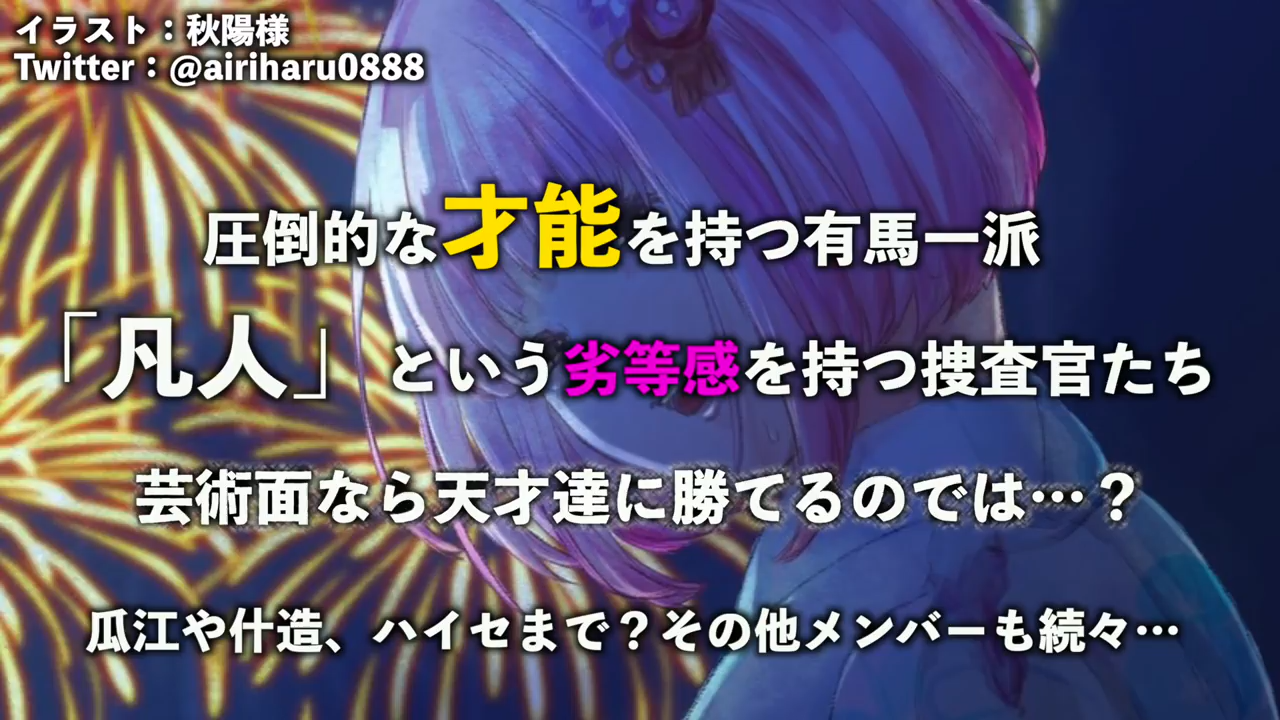 イラスト：秋陽様
Twitter：@airiharu0888
圧倒的な才能を持つ有馬一派
「凡人」という劣等感を持つ捜査官たち
芸術面なら天才達に勝てるのでは…？
瓜江や什造、ハイセまで？その他メンバーも続々…